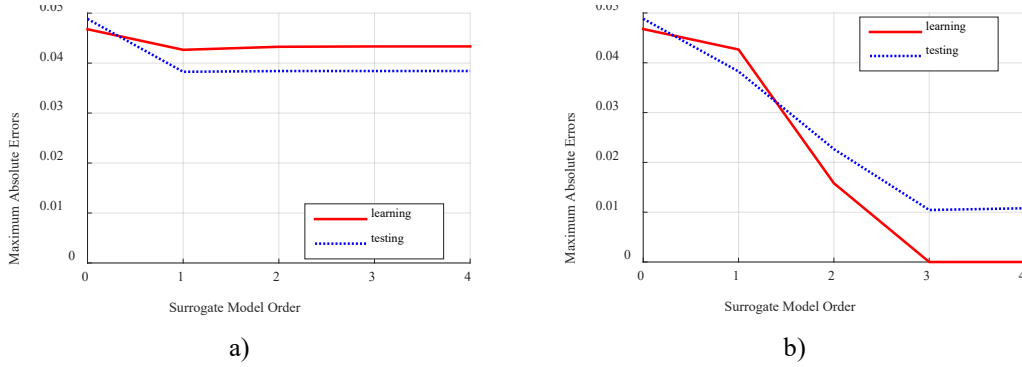 0.05
0.04
0.03
0.02
0.01
0
Maximum Absolute Errors
learning
testing
0 1 2 3 4
Surrogate Model Order
a)
0.05
0.04
0.03
0.02
0.01
0
Maximum Absolute Errors
learning
testing
0 1 2 3 4
Surrogate Model Order
b)